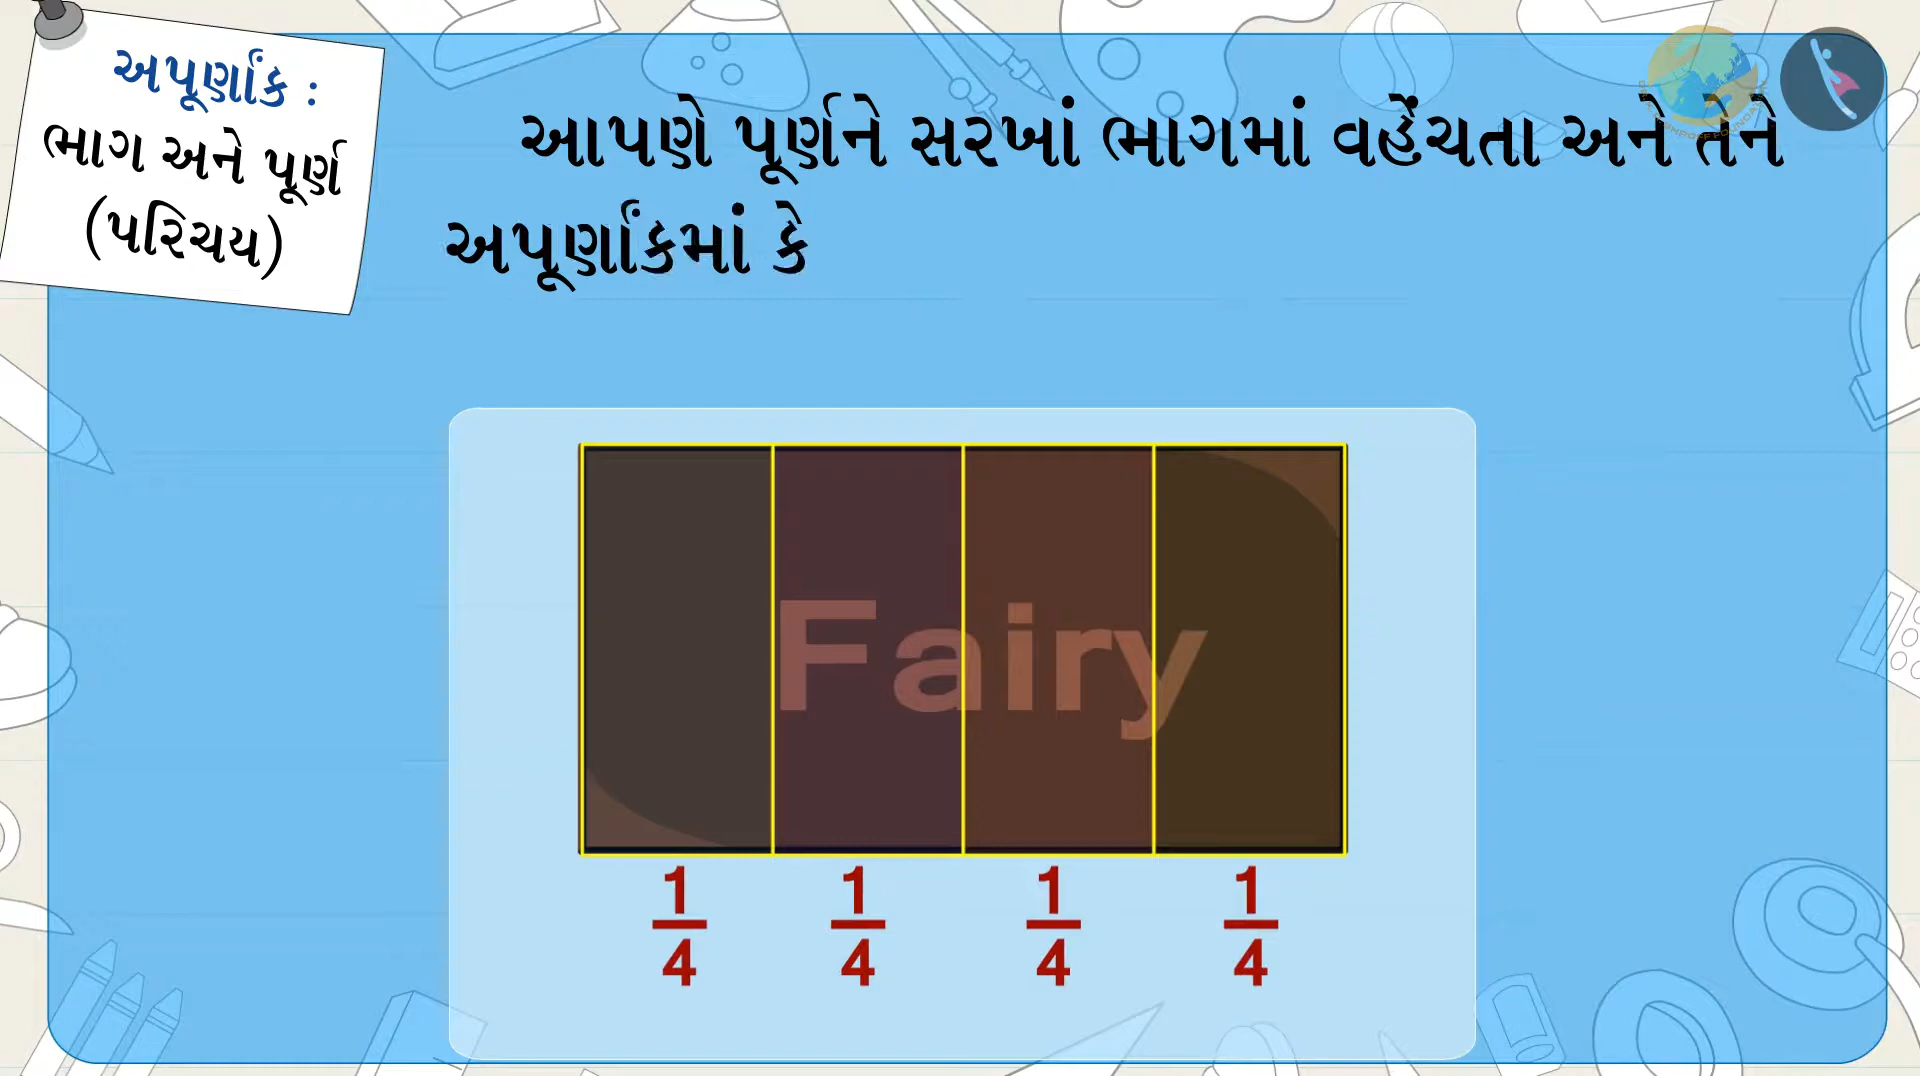 અપૂર્ણાંક :
ભાગ અને પૂર્ણ
(પરિચય)
આપણે પૂર્ણને સરખાં ભાગમાં વહેંચતા અને તેને
અપૂર્ણાંકમાં કે
Fairy
1/4 1/4 1/4 1/4